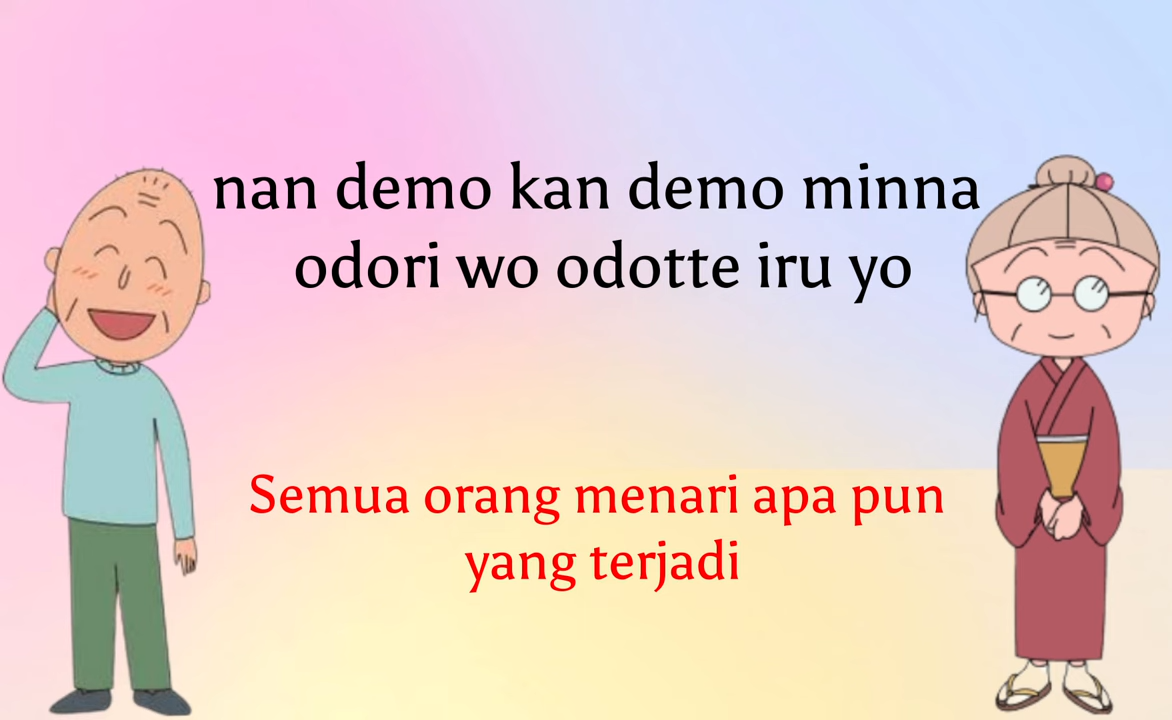 nan demo kan demo minna
odori wo odotte iru yo
Semua orang menari apa pun
yang terjadi